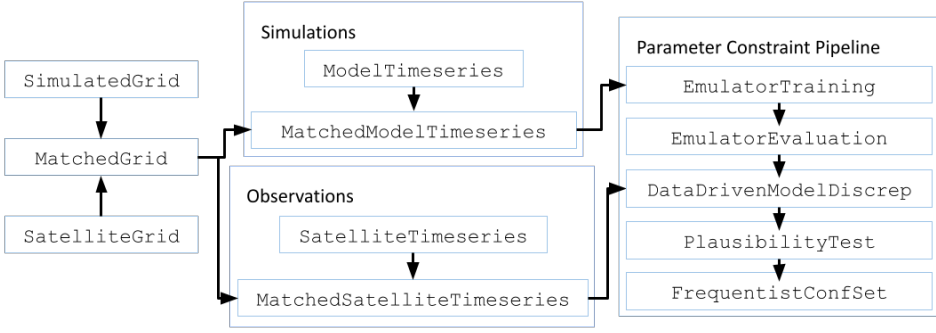 SimulatedGrid
MatchedGrid
SatelliteGrid
Simulations
ModelTimeseries
MatchedModelTimeseries
Observations
SatelliteTimeseries
MatchedSatelliteTimeseries
Parameter Constraint Pipeline
EmulatorTraining
EmulatorEvaluation
DataDrivenModelDiscrep
PlausibilityTest
FrequentistConfSet